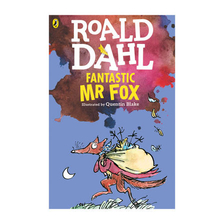 ROALD
DAHL
FANTASTIC
MR FOX
Illustrated by Quentin Blake